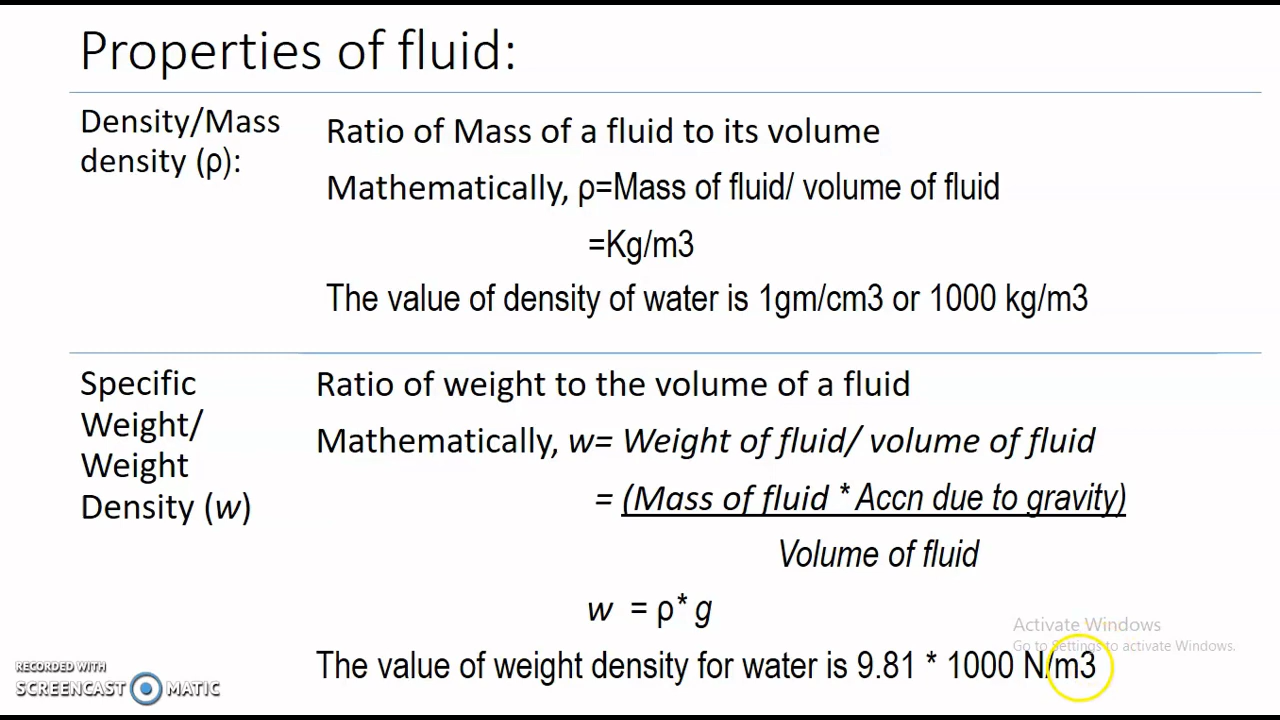 Properties of fluid:
Density/Mass
density (ρ):
Ratio of Mass of a fluid to its volume
Mathematically, ρ=Mass of fluid/ volume of fluid
=Kg/m3
The value of density of water is 1gm/cm3 or 1000 kg/m3
Specific
Weight/
Weight
Density (w)
Ratio of weight to the volume of a fluid
Mathematically, w= Weight of fluid/ volume of fluid
= (Mass of fluid * Accn due to gravity)
Volume of fluid
w = ρ* g
The value of weight density for water is 9.81 * 1000 N/m3
Activate Windows
Go to Settings to activate Windows.
RECORDED WITH
SCREENCAST MATIC